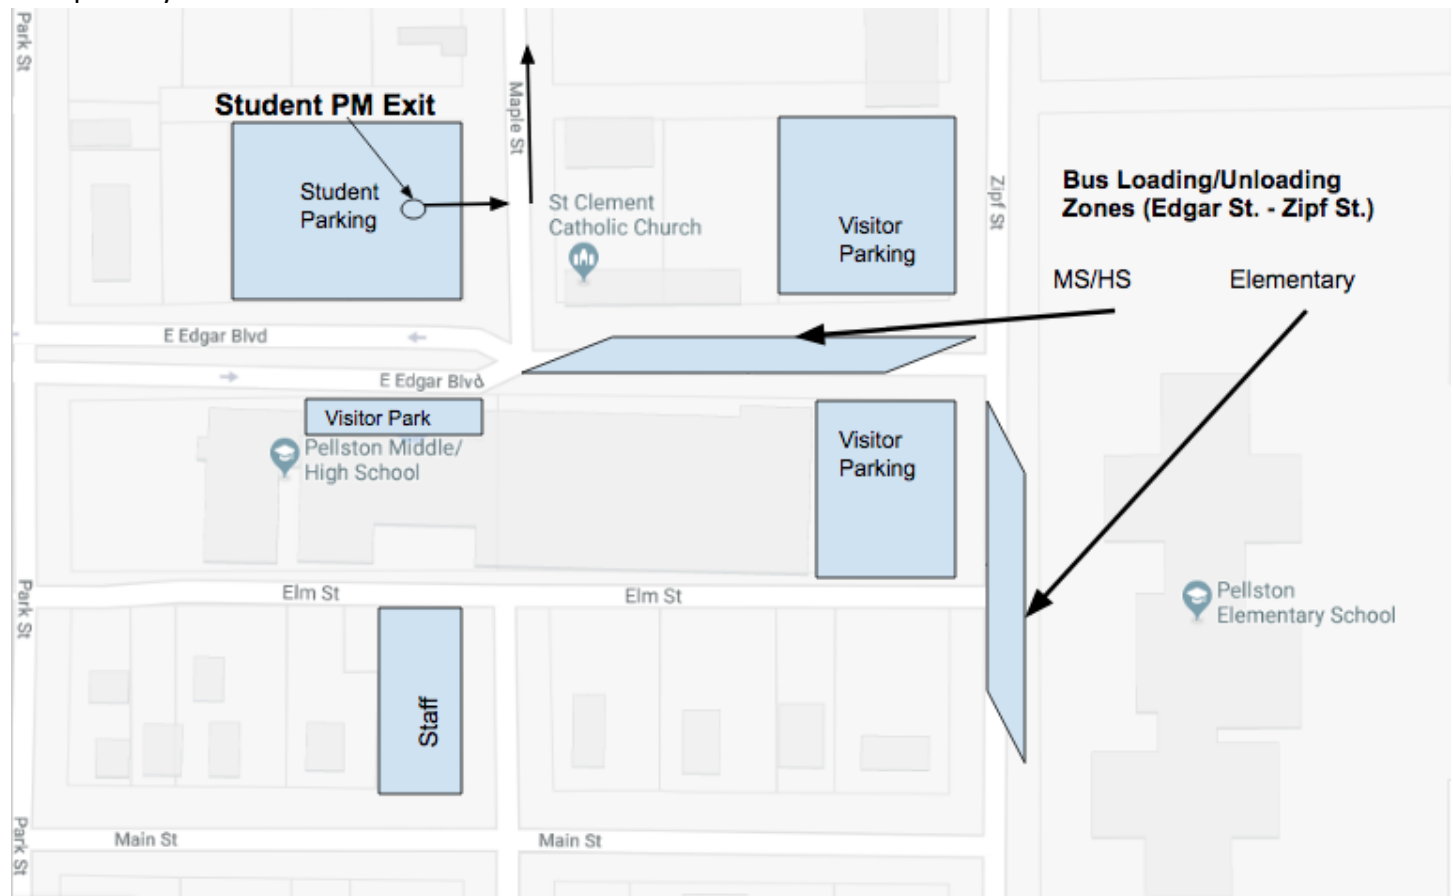 Park St
Maple St
Student PM Exit
Student
Parking
St Clement
Catholic Church
Visitor
Parking
Zipf St
Bus Loading/Unloading
Zones (Edgar St. - Zipf St.)
MS/HS
Elementary
E Edgar Blvd
E Edgar Blvd
Visitor Park
Pellston Middle/
High School
Visitor
Parking
Park St
Elm St
Elm St
Pellston
Elementary School
Staff
Park St
Main St
Main St